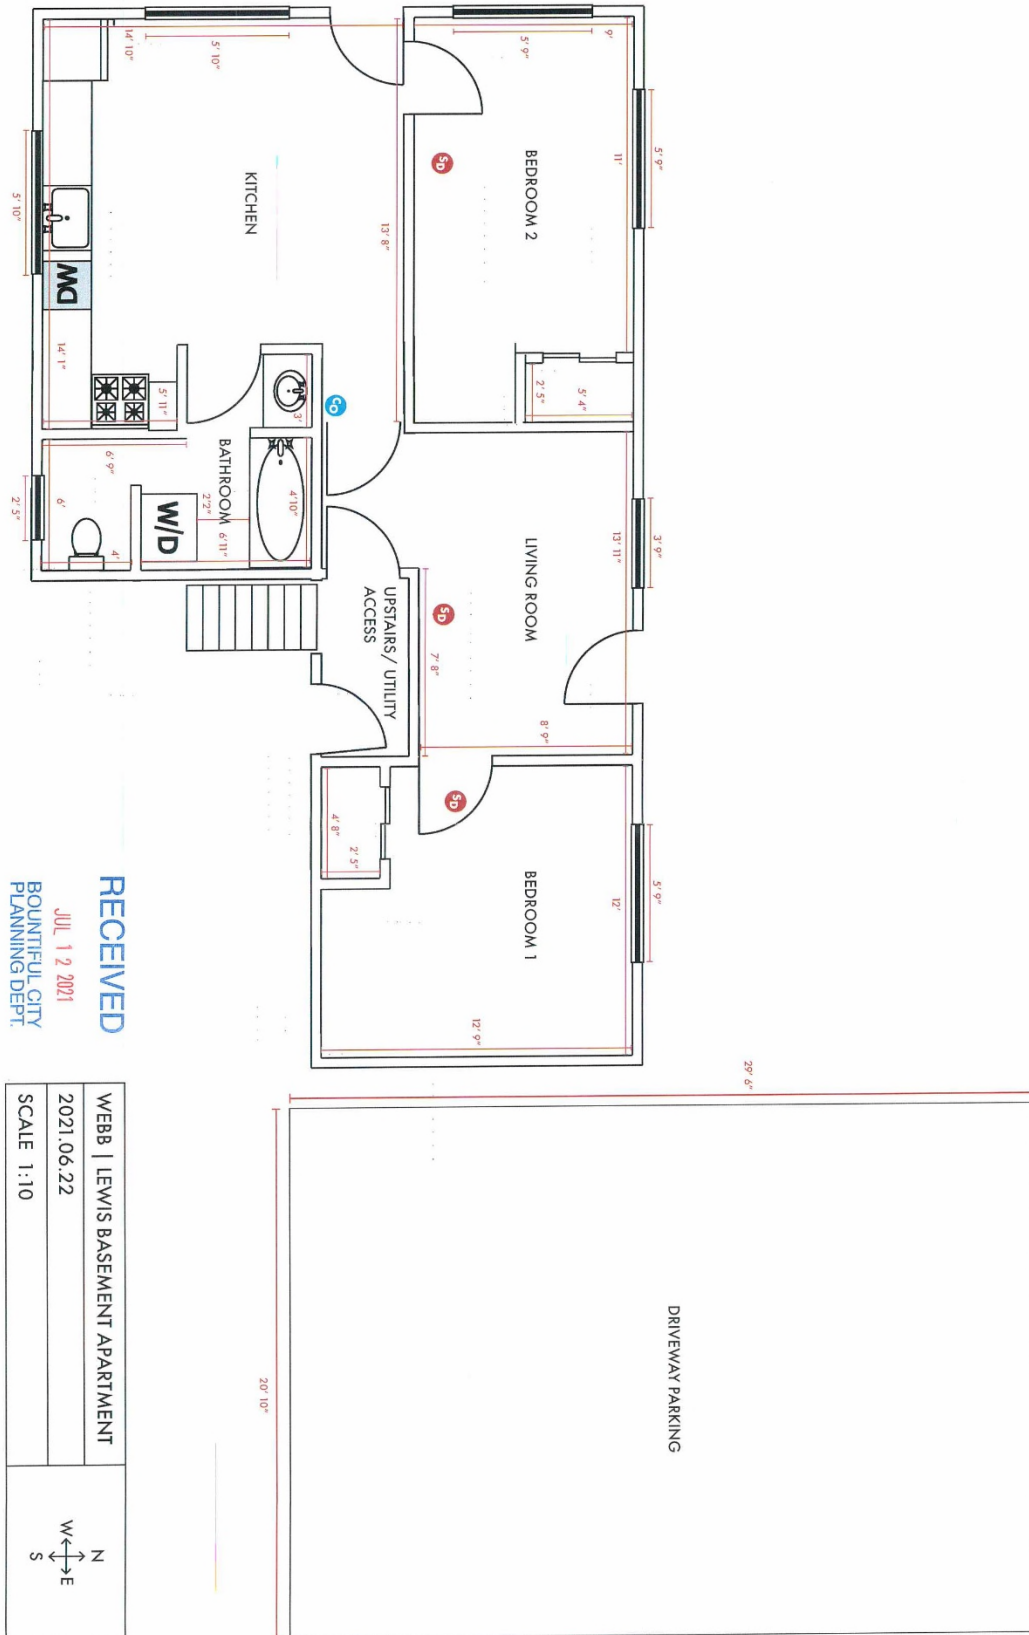 14' 10"
5' 10"
5' 9"
9'
5' 9"
11'
SD
BEDROOM 2
KITCHEN
13' 8"
5' 10"
DW
14' 1"
5' 11"
3'
CO
2' 5"
5' 4"
BATHROOM
6' 9"
6'
2' 5"
4'
W/D
2'2"
6'11"
4'10"
LIVING ROOM
13' 11"
3' 9"
UPSTAIRS/ UTILITY
ACCESS
SD
7' 8"
8' 9"
SD
4' 8"
2' 5"
BEDROOM 1
12'
5' 9"
12' 9"
29' 6"
20' 10"
DRIVEWAY PARKING
RECEIVED
JUL 12 2021
BOUNTIFUL CITY
PLANNING DEPT.
WEBB | LEWIS BASEMENT APARTMENT
2021.06.22
SCALE 1:10
N
W E
S